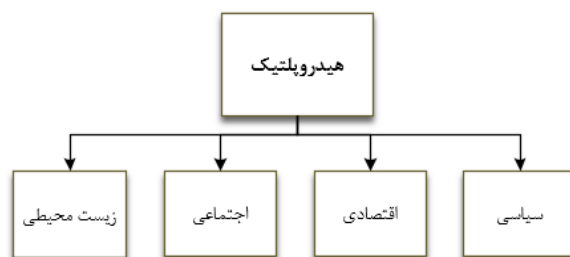 هیدروپلتیک
سیاسی
اقتصادی
اجتماعی
زیست محیطی